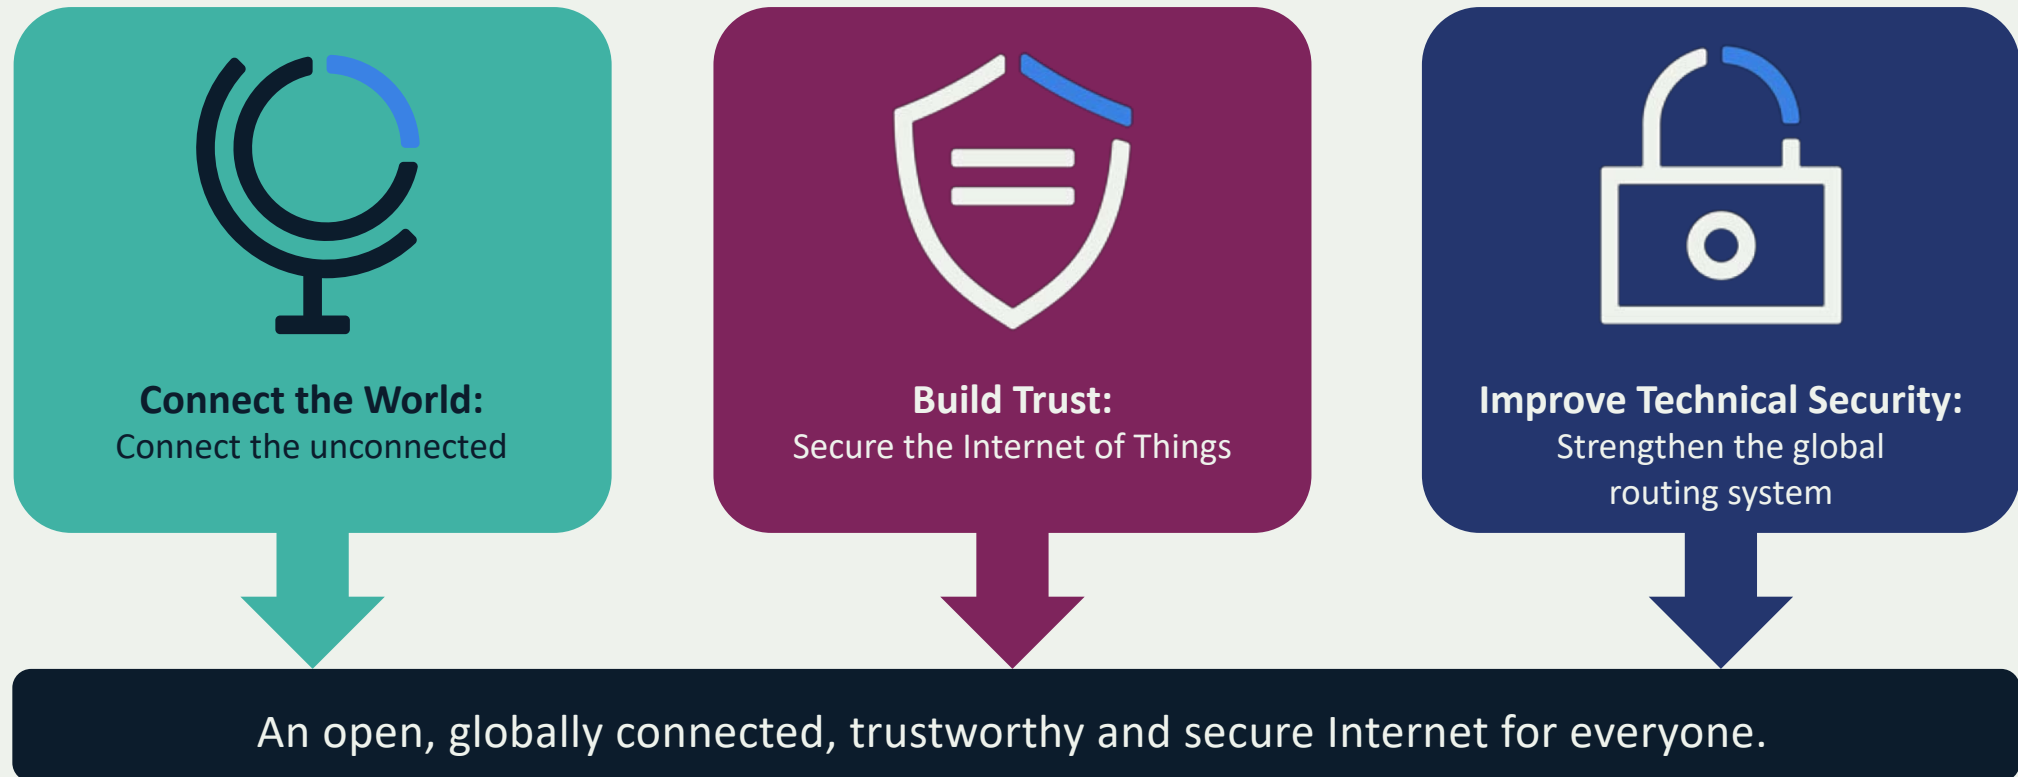 Connect the World:
Connect the unconnected
Build Trust:
Secure the Internet of Things
Improve Technical Security:
Strengthen the global
routing system
An open, globally connected, trustworthy and secure Internet for everyone.